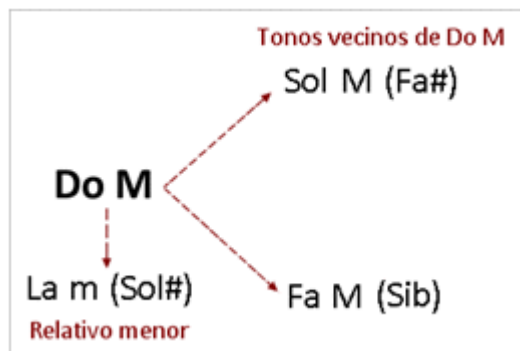 Tonos vecinos de Do M
Sol M (Fa#)
Do M
La m (Sol#)
Fa M (Sib)
Relativo menor